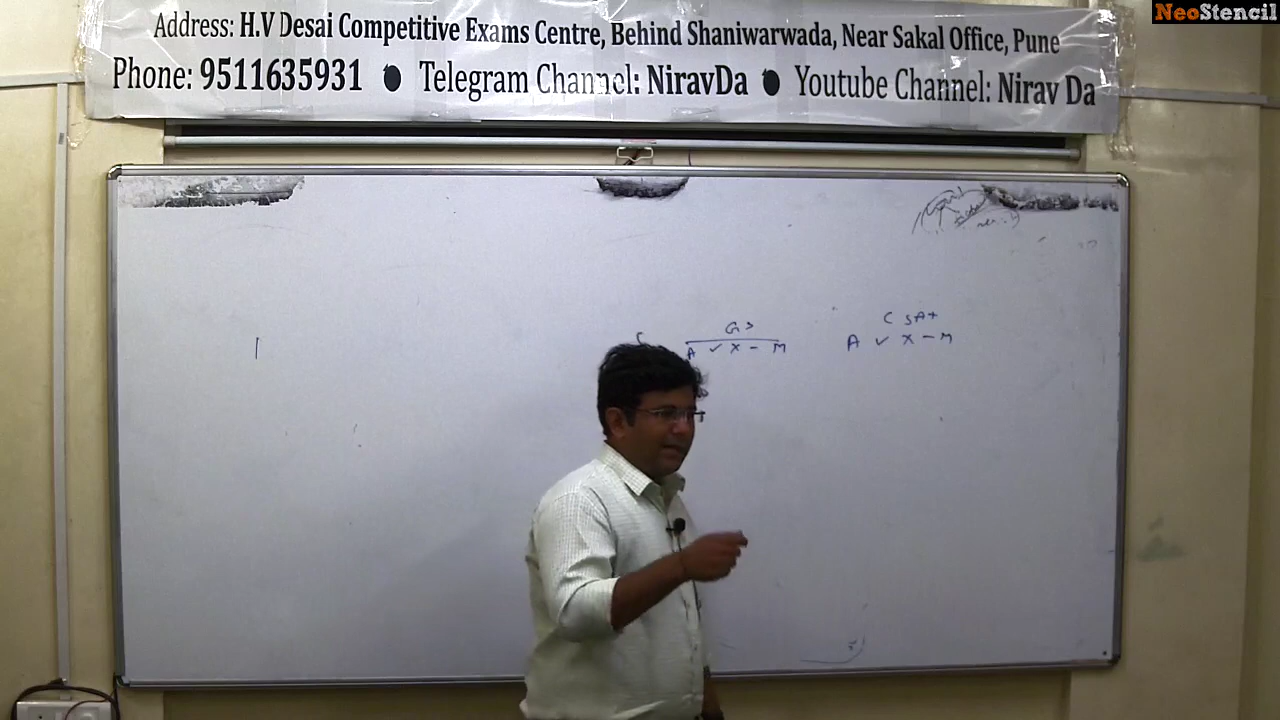 NeoStencil
Address: H.V Desai Competitive Exams Centre, Behind Shaniwarwada, Near Sakal Office, Pune
Phone: 9511635931 ● Telegram Channel: NiravDa ● Youtube Channel: Nirav Da
GS
CSAT
A ✓ X – M
A ✓ X – M